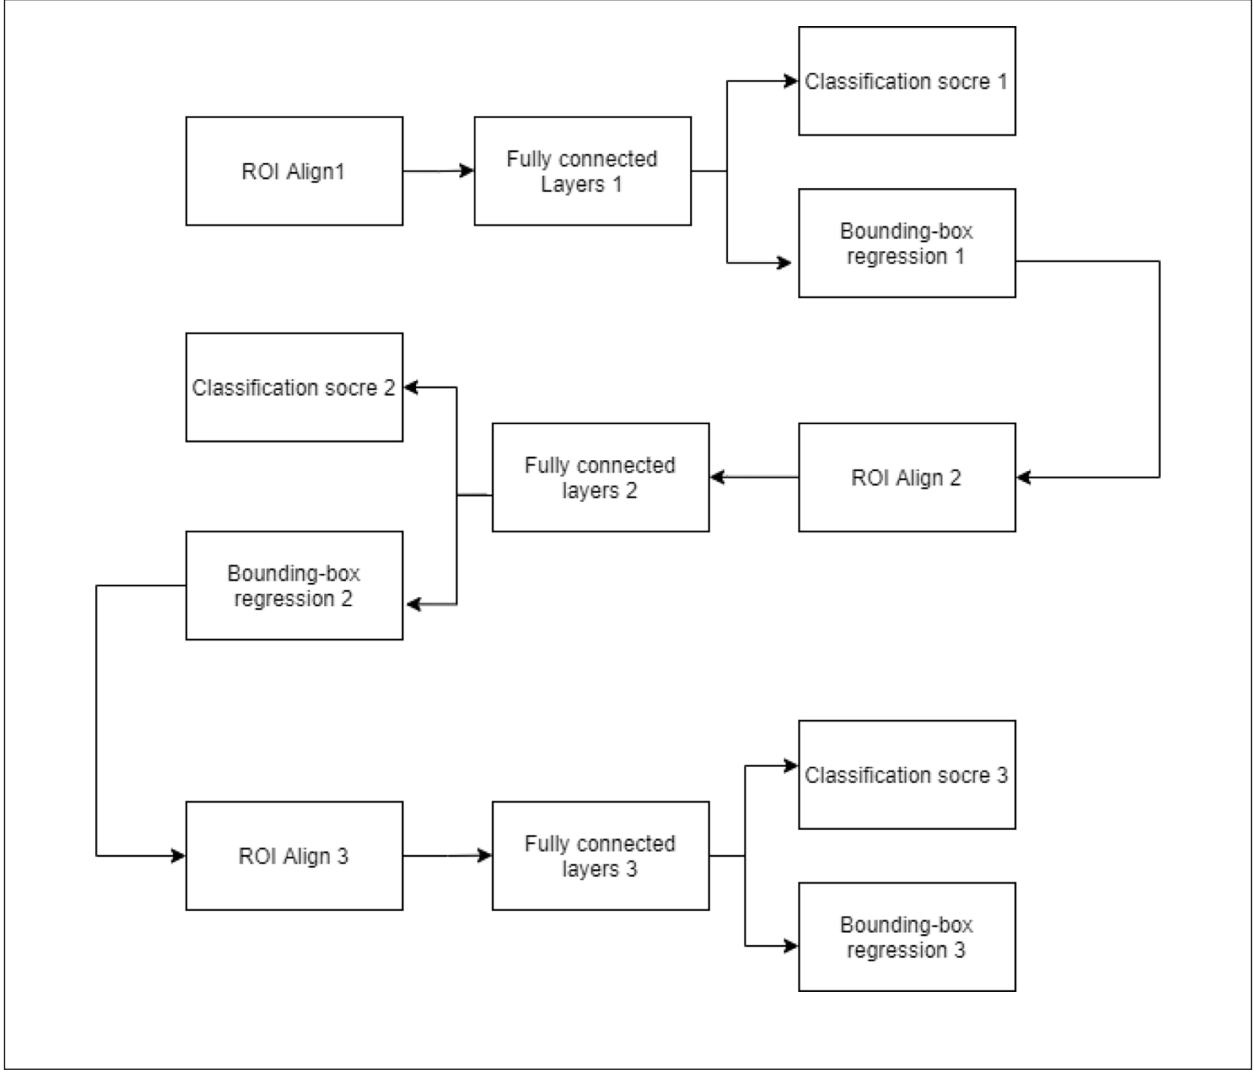 Classification socre 1
ROI Align1
Fully connected
Layers 1
Bounding-box
regression 1
Classification socre 2
Fully connected
layers 2
ROI Align 2
Bounding-box
regression 2
Classification socre 3
ROI Align 3
Fully connected
layers 3
Bounding-box
regression 3